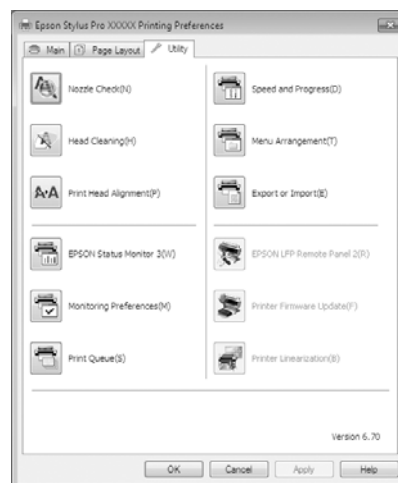 Epson Stylus Pro XXXXX Printing Preferences
Main
Page Layout
Utility
Nozzle Check(N)
Head Cleaning(H)
Print Head Alignment(P)
EPSON Status Monitor 3(W)
Monitoring Preferences(M)
Print Queue(S)
Speed and Progress(D)
Menu Arrangement(T)
Export or Import(E)
EPSON LFP Remote Panel 2(R)
Printer Firmware Update(F)
Printer Linearization(B)
Version 6.70
OK
Cancel
Apply
Help